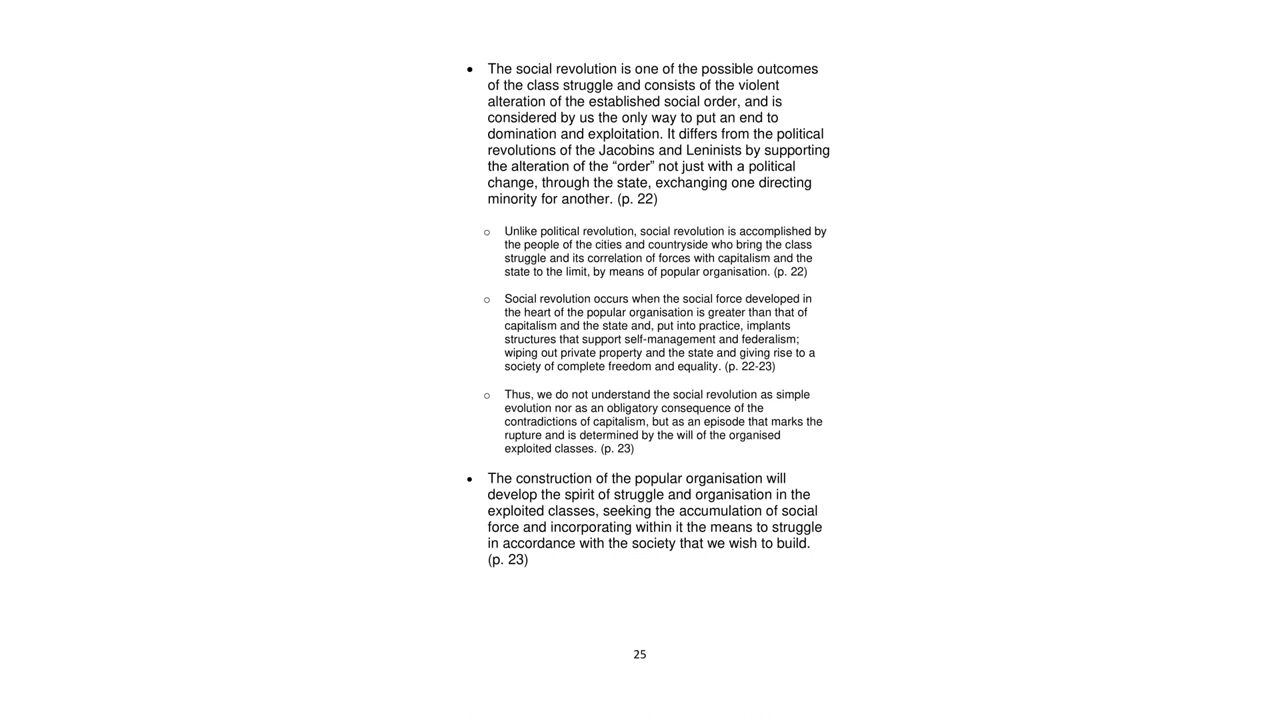 • The social revolution is one of the possible outcomes
of the class struggle and consists of the violent
alteration of the established social order, and is
considered by us the only way to put an end to
domination and exploitation. It differs from the political
revolutions of the Jacobins and Leninists by supporting
the alteration of the “order” not just with a political
change, through the state, exchanging one directing
minority for another. (p. 22)
o Unlike political revolution, social revolution is accomplished by
the people of the cities and countryside who bring the class
struggle and its correlation of forces with capitalism and the
state to the limit, by means of popular organisation. (p. 22)
o Social revolution occurs when the social force developed in
the heart of the popular organisation is greater than that of
capitalism and the state and, put into practice, implants
structures that support self-management and federalism;
wiping out private property and the state and giving rise to a
society of complete freedom and equality. (p. 22-23)
o Thus, we do not understand the social revolution as simple
evolution nor as an obligatory consequence of the
contradictions of capitalism, but as an episode that marks the
rupture and is determined by the will of the organised
exploited classes. (p. 23)
• The construction of the popular organisation will
develop the spirit of struggle and organisation in the
exploited classes, seeking the accumulation of social
force and incorporating within it the means to struggle
in accordance with the society that we wish to build.
(p. 23)
25